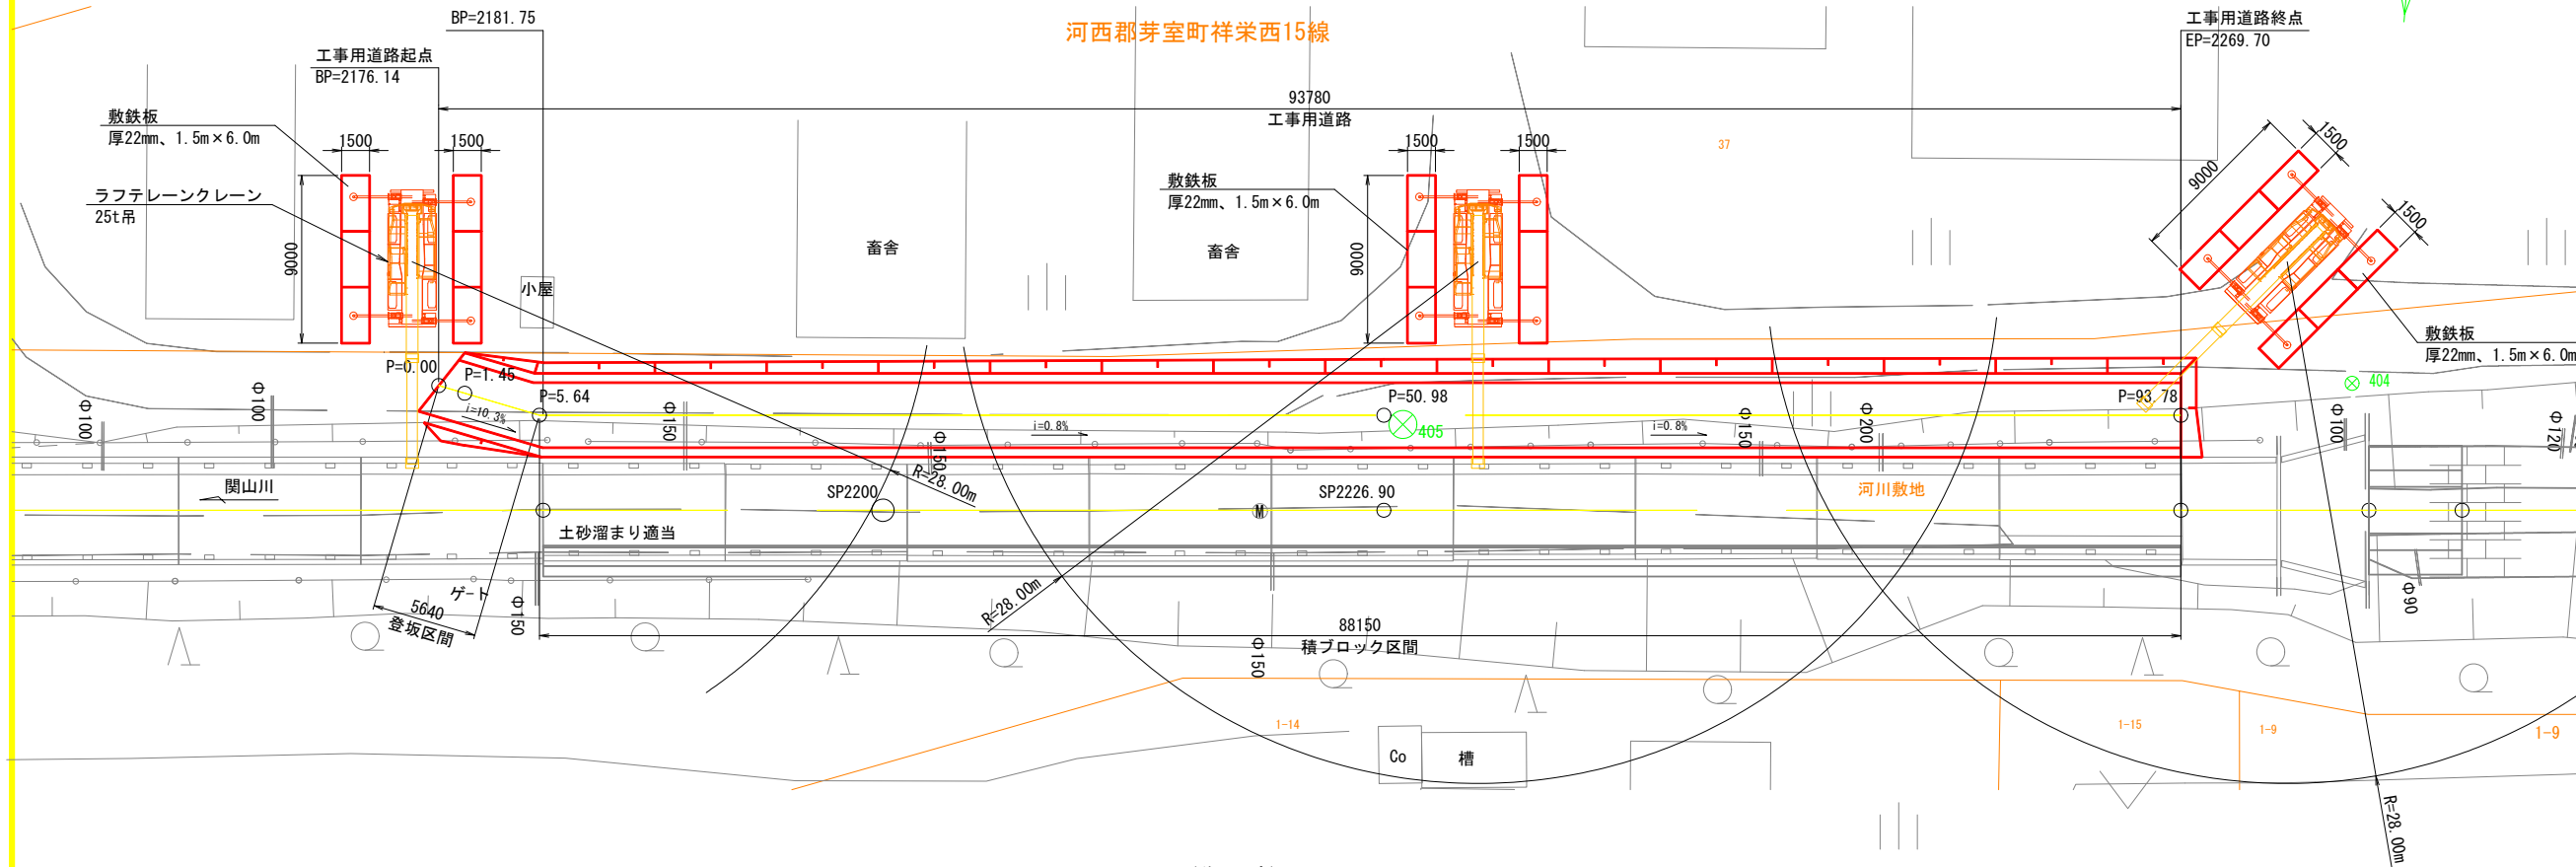 BP=2181.75
河西郡芽室町祥栄西15線
工事用道路終点
EP=2269.70
工事用道路起点
BP=2176.14
93780
工事用道路
敷鉄板
厚22mm、1.5m×6.0m
1500
1500
1500
1500
1500
1500
37
ラフテレーンクレーン
25t吊
敷鉄板
厚22mm、1.5m×6.0m
9000
9000
9000
畜舎
畜舎
小屋
敷鉄板
厚22mm、1.5m×6.0m
P=0.00
P=1.45
P=5.64
P=50.98
P=93.78
404
405
i=10.3%
i=0.8%
i=0.8%
Φ100
Φ100
Φ150
Φ150
Φ150
Φ200
Φ100
Φ120
関山川
SP2200
R=28.00m
SP2226.90
M
河川敷地
土砂溜まり適当
ゲート
5640
登坂区間
Φ150
R=28.00m
88150
積ブロック区間
Φ150
Φ90
1-14
1-15
1-9
1-9
Co
槽
R=28.00m